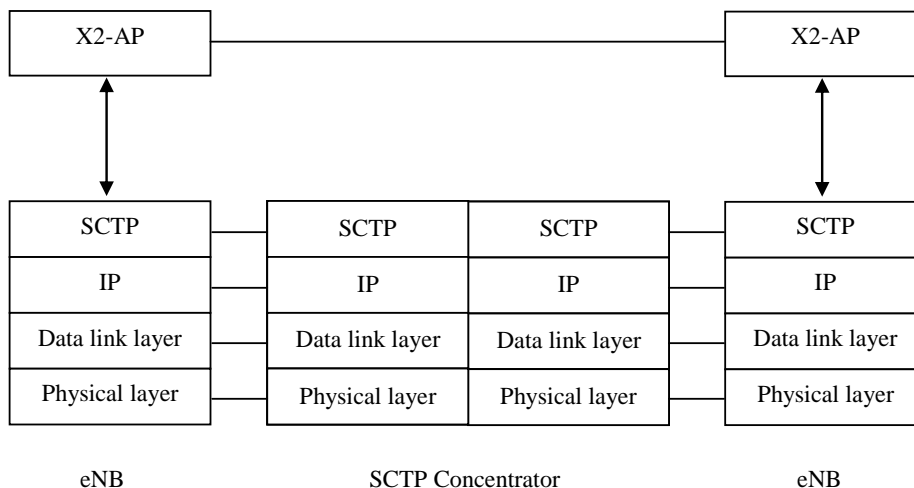 X2-AP X2-AP
SCTP SCTP SCTP SCTP
IP IP IP IP
Data link layer Data link layer Data link layer Data link layer
Physical layer Physical layer Physical layer Physical layer
eNB SCTP Concentrator eNB